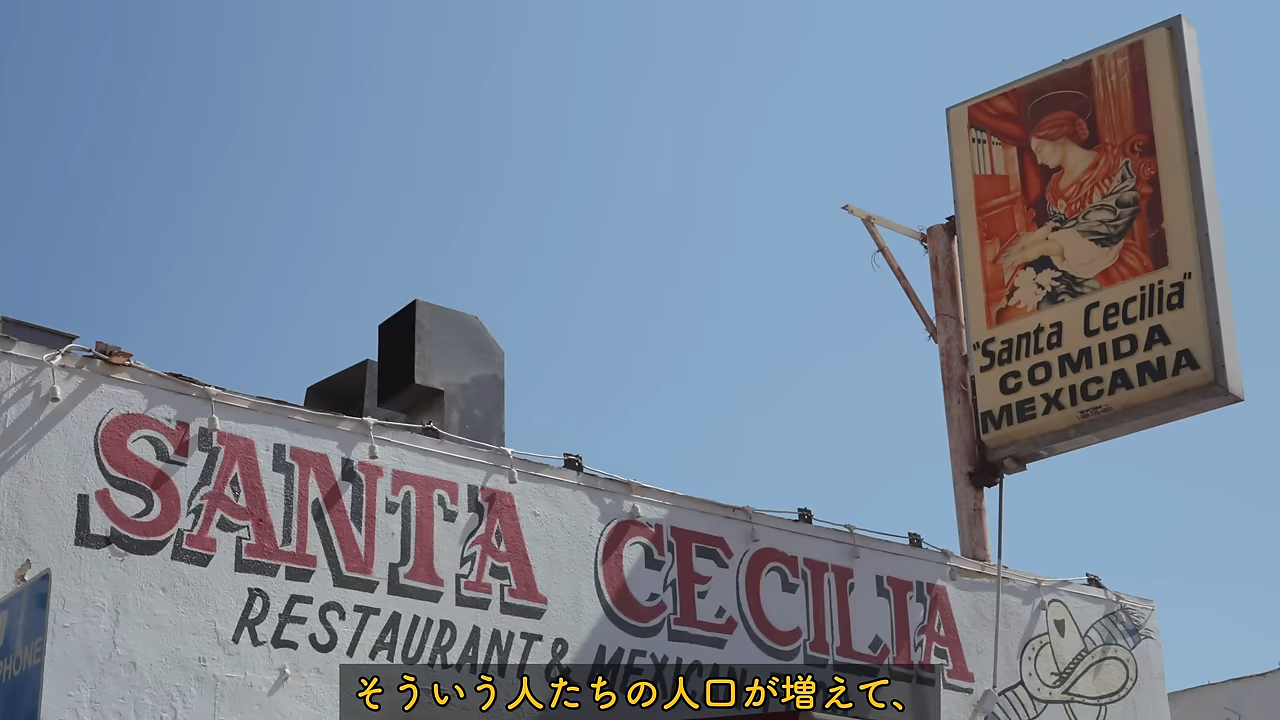 "Santa Cecilia"
COMIDA
MEXICANA
SANTA CECILIA
RESTAURANT &
PHONE
そういう人たちの人口が増えて、